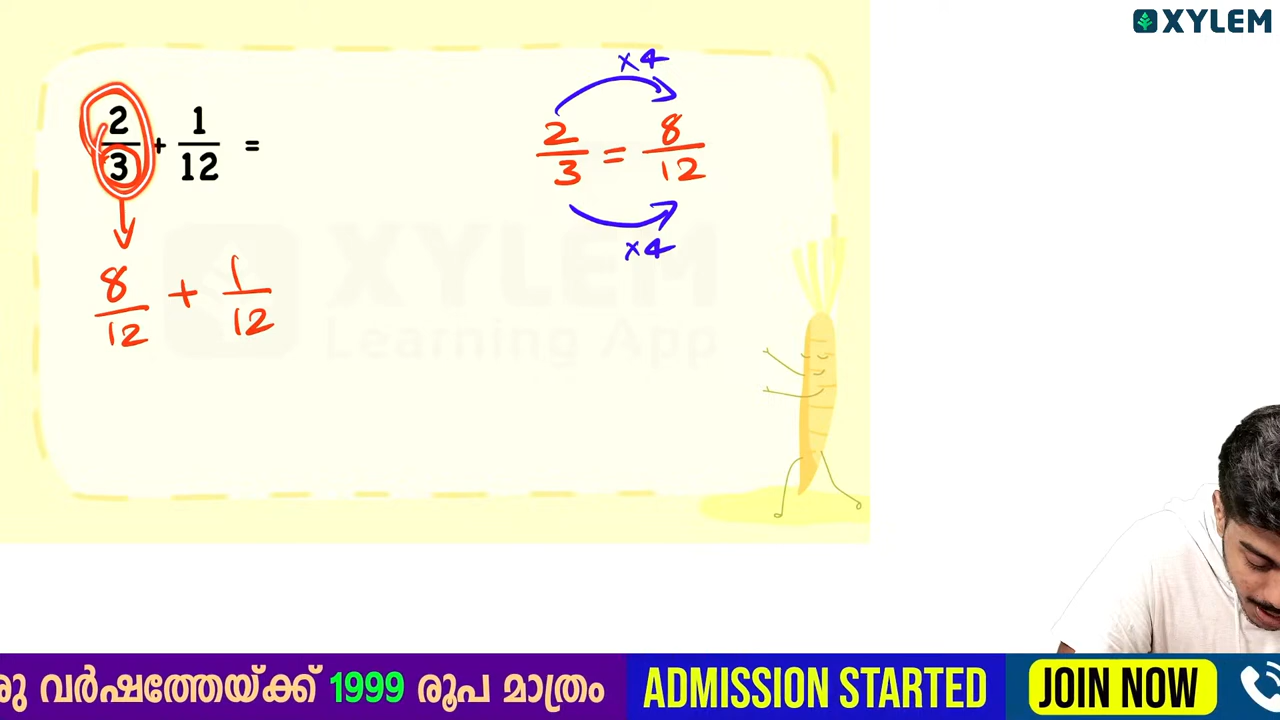 XYLEM
2/3 + 1/12 =
8/12 + 1/12
×4
2/3 = 8/12
×4
XYLEM
Learning App
രു വർഷത്തേയ്ക്ക് 1999 രൂപ മാത്രം
ADMISSION STARTED
JOIN NOW